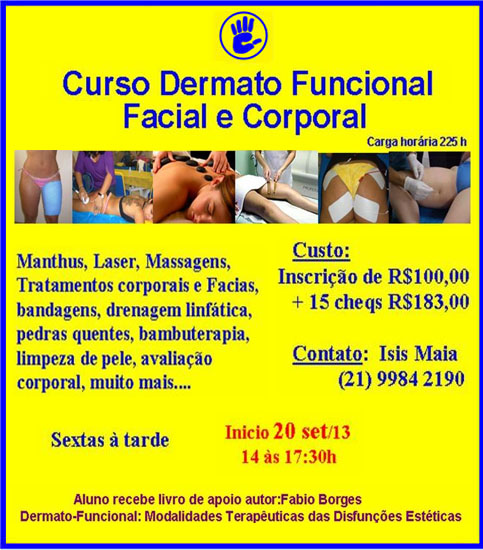 Curso Dermato Funcional
Facial e Corporal
Carga horária 225 h
Manthus, Laser, Massagens,
Tratamentos corporais e Facias,
bandagens, drenagem linfática,
pedras quentes, bambuterapia,
limpeza de pele, avaliação
corporal, muito mais....
Custo:
Inscrição de R$100,00
+ 15 cheqs R$183,00
Contato: Isis Maia
(21) 9984 2190
Sextas à tarde
Inicio 20 set/13
14 às 17:30h
Aluno recebe livro de apoio autor:Fabio Borges
Dermato-Funcional: Modalidades Terapêuticas das Disfunções Estéticas